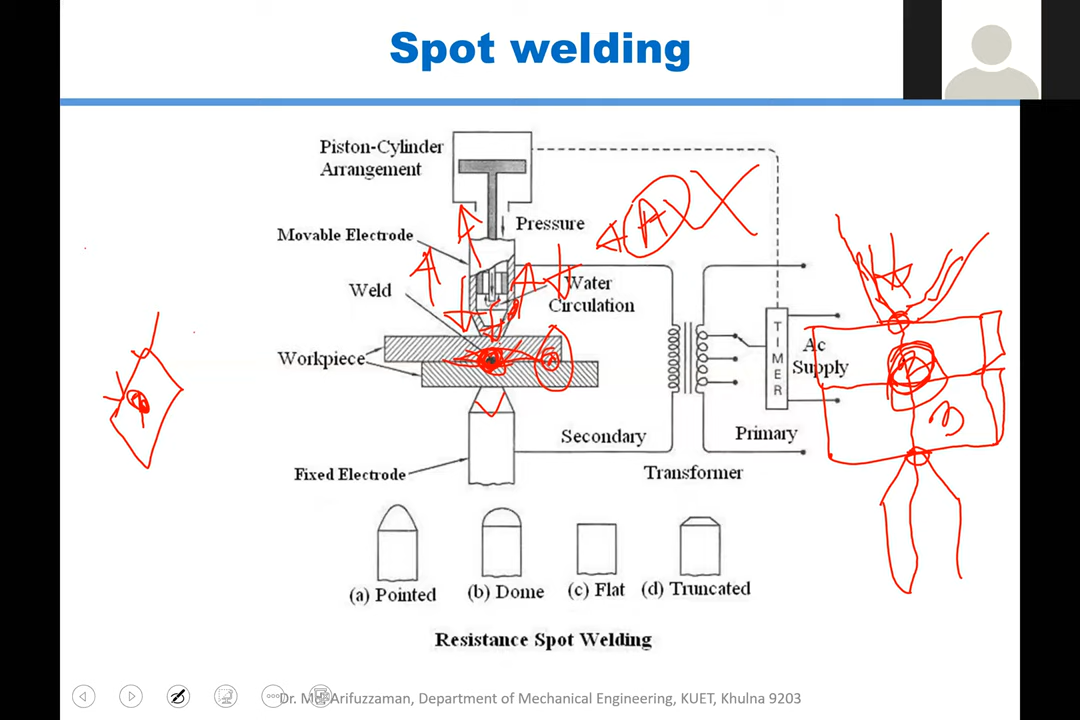 Spot welding
Piston-Cylinder
Arrangement
Pressure
Movable Electrode
Water
Circulation
Weld
Workpiece
TIMER
Ac
Supply
Secondary
Primary
Fixed Electrode
Transformer
(a) Pointed
(b) Dome
(c) Flat
(d) Truncated
Resistance Spot Welding
Arifuzzaman, Department of Mechanical Engineering, KUET, Khulna 9203